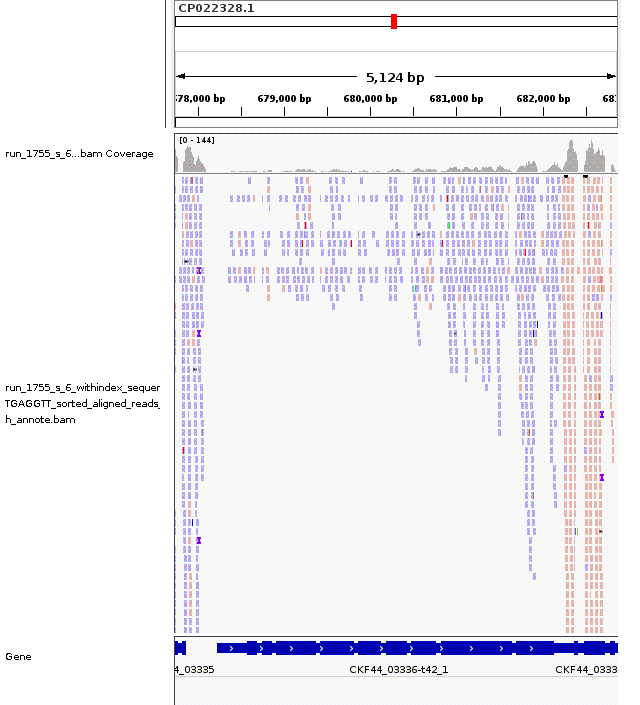 CP022328.1
5,124 bp
678,000 bp 679,000 bp 680,000 bp 681,000 bp 682,000 bp 68
[0 - 144]
run_1755_s_6...bam Coverage
run_1755_s_6_withindex_sequer
TGAGGTT_sorted_aligned_reads_
h_annote.bam
Gene
4_03335 CKF44_03336-t42_1 CKF44_0333